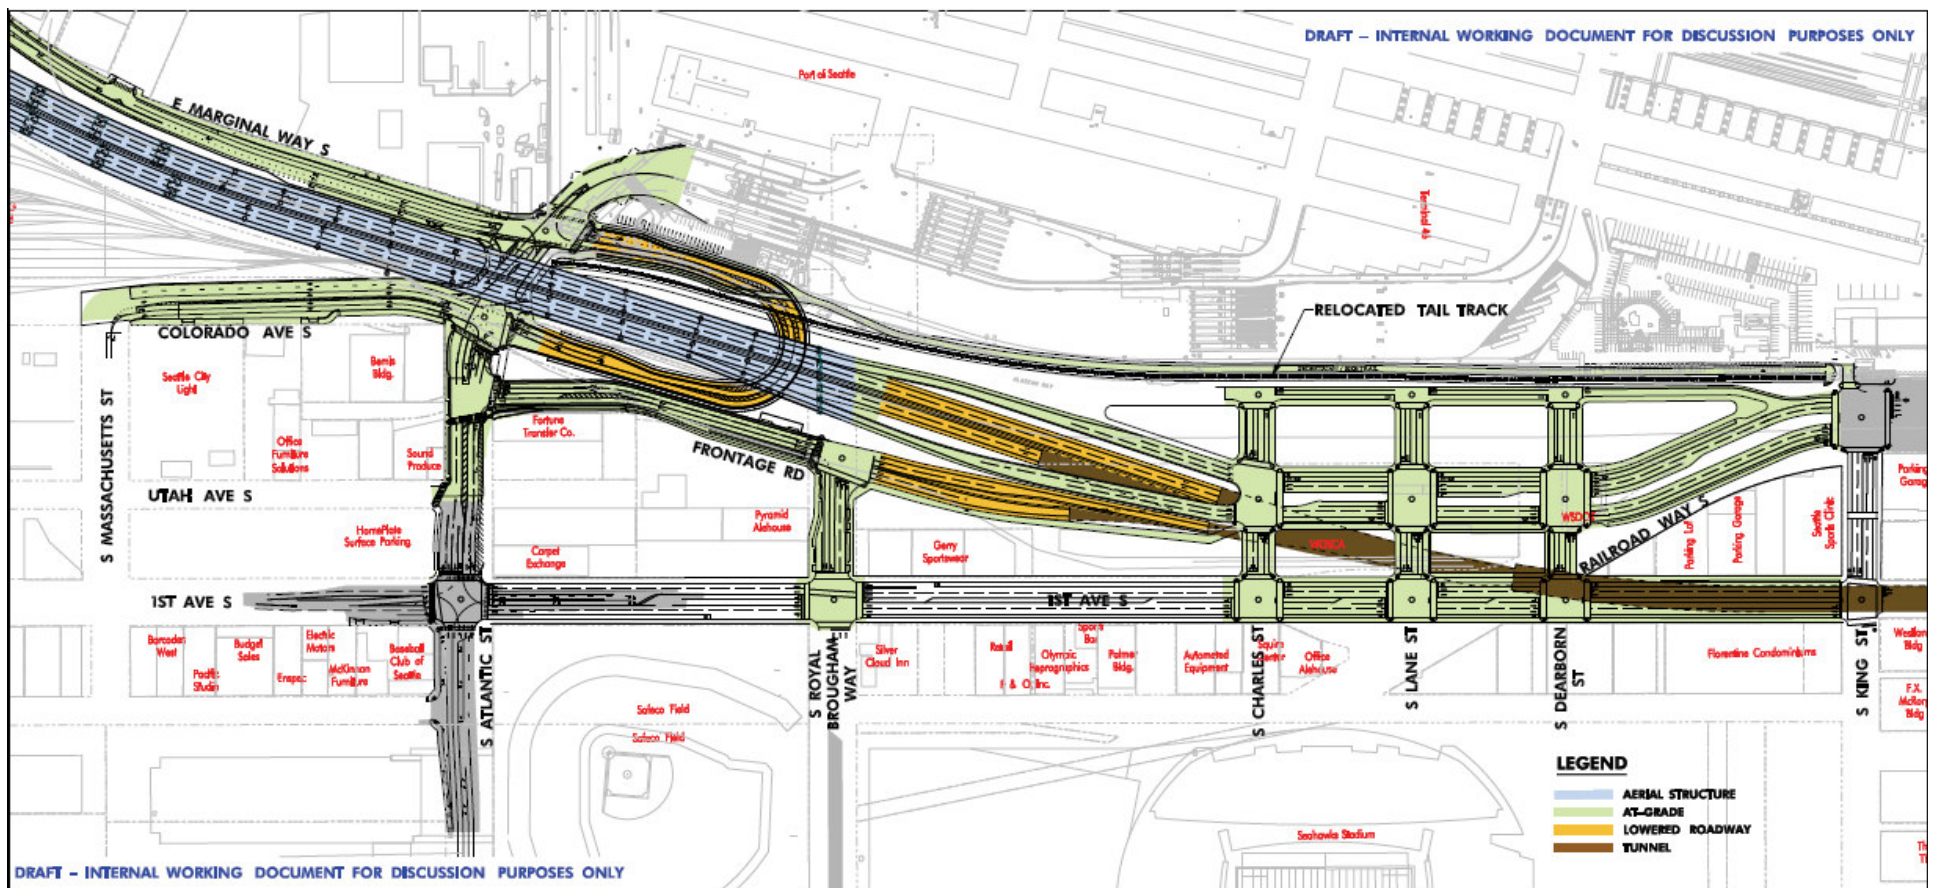 DRAFT – INTERNAL WORKING DOCUMENT FOR DISCUSSION PURPOSES ONLY
Port of Seattle
E MARGINAL WAY S
RELOCATED TAIL TRACK
COLORADO AVE S
Seattle City
Light
Bemis
Bldg.
S MASSACHUSETTS ST
Office
Furniture
Solutions
Sound
Produce
Fortune
Transfer Co.
FRONTAGE RD
UTAH AVE S
HomePlate
Surface Parking
Carpet
Exchange
Pyramid
Alehouse
Gerry
Sportswear
WOSCA
RAILROAD WAY S
Parking Lot
Parking Garage
Seattle
Sports Clinic
Parking
1ST AVE S
1ST AVE S
Pacific
Studio
Budget
Sales
Electric
Motors
McKinnon
Furniture
Baseball
Club of
Seattle
S ATLANTIC ST
Safeco Field
Safeco Field
S ROYAL
BROUGHAM
WAY
Silver
Cloud Inn
Retail
Sports
Bar
Olympic
Reprographics
Palmer
Bldg.
Automated
Equipment
S CHARLES ST
Office
Alehouse
S LANE ST
S DEARBORN
ST
Florentine Condominiums
S KING ST
Bldg
F.X.
McRory
Bldg
Seahawks Stadium
LEGEND
AERIAL STRUCTURE
AT-GRADE
LOWERED ROADWAY
TUNNEL
DRAFT – INTERNAL WORKING DOCUMENT FOR DISCUSSION PURPOSES ONLY